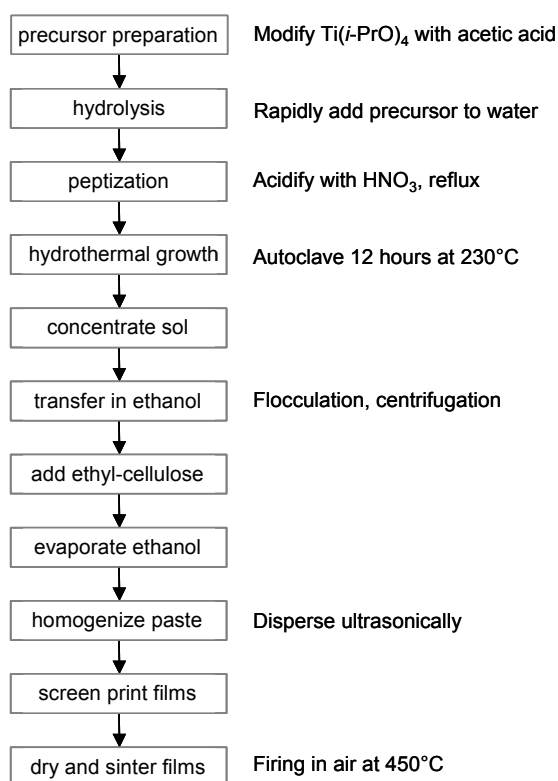 precursor preparation Modify Ti(i-PrO)₄ with acetic acid
hydrolysis Rapidly add precursor to water
peptization Acidify with HNO₃, reflux
hydrothermal growth Autoclave 12 hours at 230°C
concentrate sol
transfer in ethanol Flocculation, centrifugation
add ethyl-cellulose
evaporate ethanol
homogenize paste Disperse ultrasonically
screen print films
dry and sinter films Firing in air at 450°C